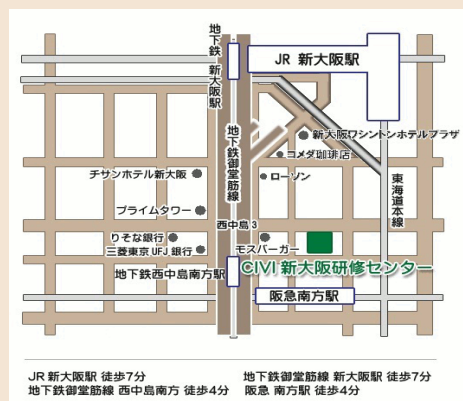 地下鉄 新大阪駅
JR 新大阪駅
地下鉄御堂筋線
新大阪ワシントンホテルプラザ
コメダ珈琲店
チサンホテル新大阪
ローソン
東海道本線
プライムタワー
西中島3
りそな銀行
モスバーガー
三菱東京UFJ銀行
CIVI 新大阪研修センター
地下鉄西中島南方駅
阪急南方駅
JR 新大阪駅 徒歩7分
地下鉄御堂筋線 新大阪駅 徒歩7分
地下鉄御堂筋線 西中島南方 徒歩4分
阪急 南方駅 徒歩4分